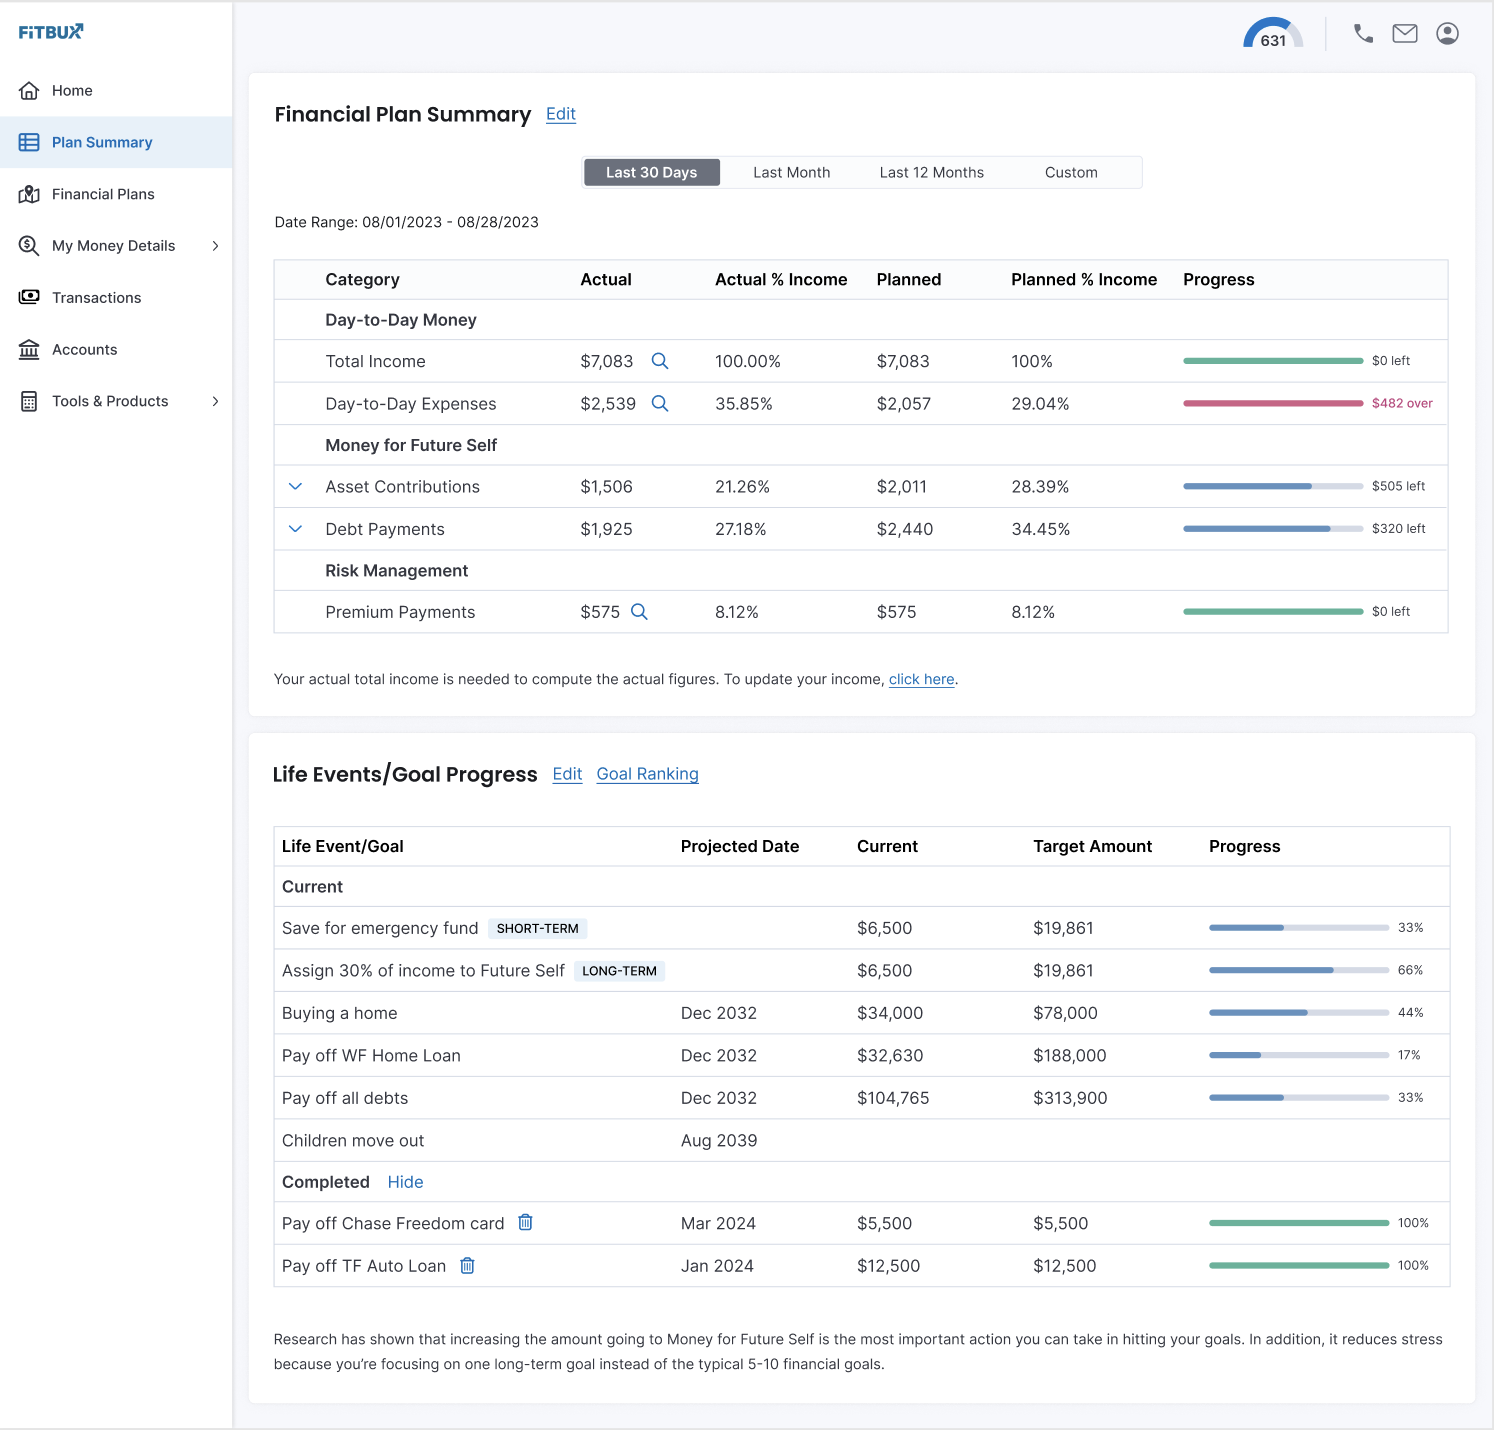 FiTBUX
631
Home
Plan Summary
Financial Plans
My Money Details
Transactions
Accounts
Tools & Products
Financial Plan Summary Edit
Last 30 Days Last Month Last 12 Months Custom
Date Range: 08/01/2023 - 08/28/2023
Category Actual Actual % Income Planned Planned % Income Progress
Day-to-Day Money
Total Income $7,083 100.00% $7,083 100% $0 left
Day-to-Day Expenses $2,539 35.85% $2,057 29.04% $482 over
Money for Future Self
Asset Contributions $1,506 21.26% $2,011 28.39% $505 left
Debt Payments $1,925 27.18% $2,440 34.45% $320 left
Risk Management
Premium Payments $575 8.12% $575 8.12% $0 left
Your actual total income is needed to compute the actual figures. To update your income, click here.
Life Events/Goal Progress Edit Goal Ranking
Life Event/Goal Projected Date Current Target Amount Progress
Current
Save for emergency fund SHORT-TERM $6,500 $19,861 33%
Assign 30% of income to Future Self LONG-TERM $6,500 $19,861 66%
Buying a home Dec 2032 $34,000 $78,000 44%
Pay off WF Home Loan Dec 2032 $32,630 $188,000 17%
Pay off all debts Dec 2032 $104,765 $313,900 33%
Children move out Aug 2039
Completed Hide
Pay off Chase Freedom card Mar 2024 $5,500 $5,500 100%
Pay off TF Auto Loan Jan 2024 $12,500 $12,500 100%
Research has shown that increasing the amount going to Money for Future Self is the most important action you can take in hitting your goals. In addition, it reduces stress
because you're focusing on one long-term goal instead of the typical 5-10 financial goals.